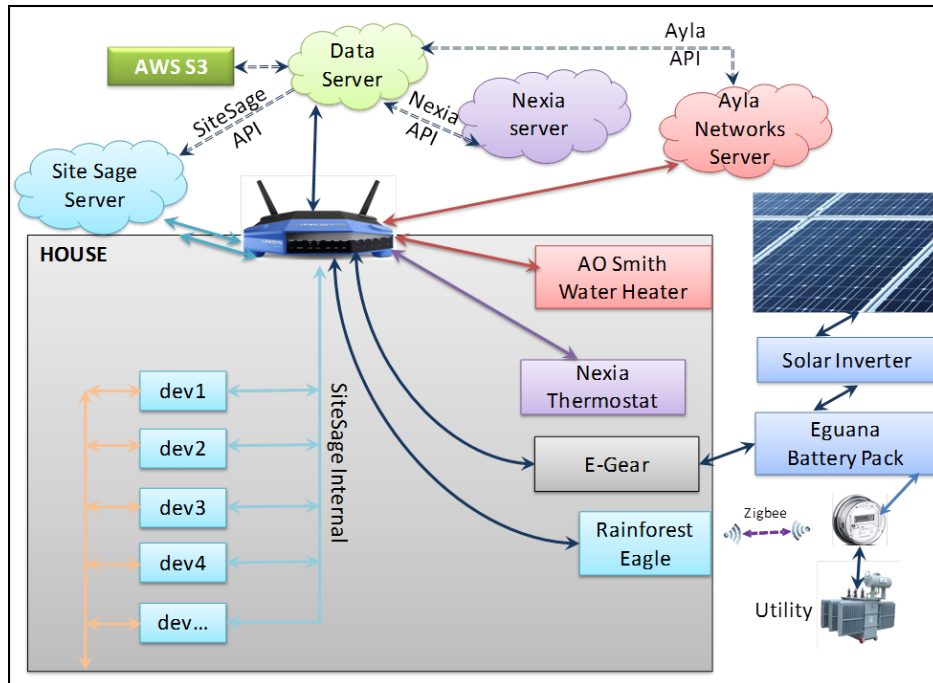 Data
Server
Ayla
API
AWS S3
SiteSage
API
Nexia
API
Nexia
server
Ayla
Networks
Server
Site Sage
Server
HOUSE
AO Smith
Water Heater
Solar Inverter
Nexia
Thermostat
dev1
SiteSage Internal
Eguana
Battery Pack
dev2
E-Gear
dev3
Rainforest
Eagle
Zigbee
dev4
dev...
Utility